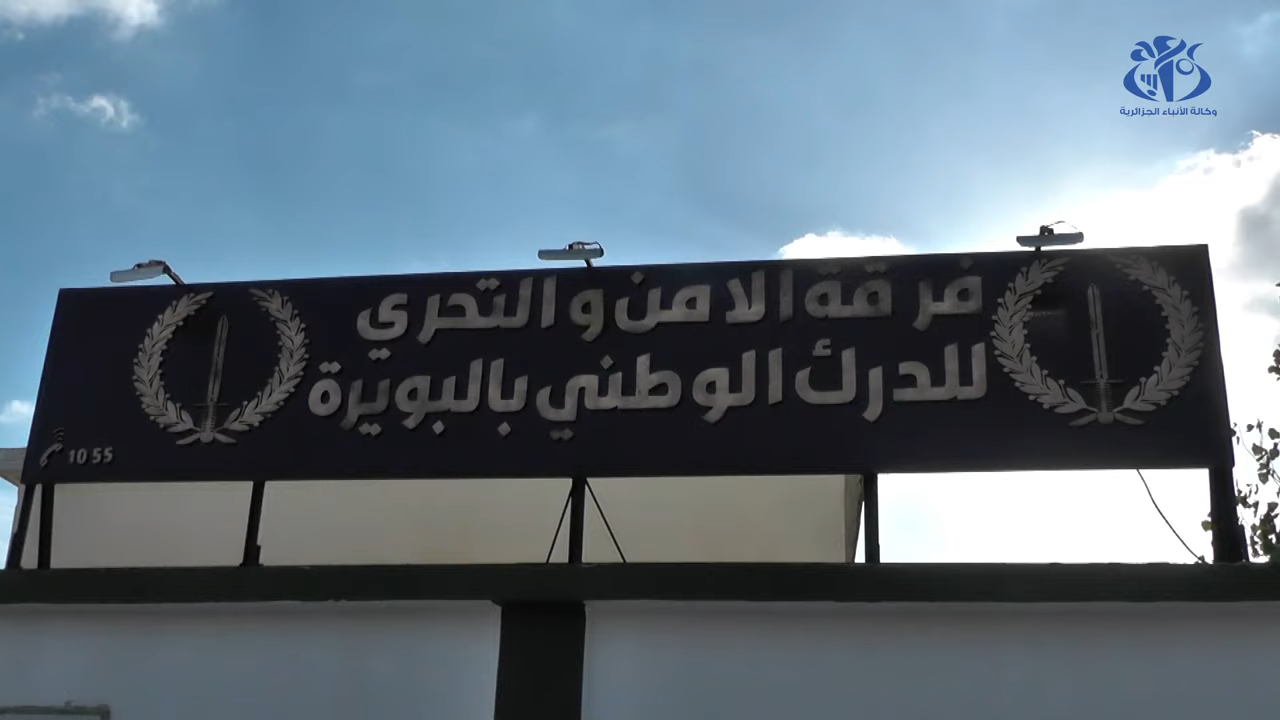 وكالة الأنباء الجزائرية
فرقة الامن و التحري
للدرك الوطني بالبويرة
10 55